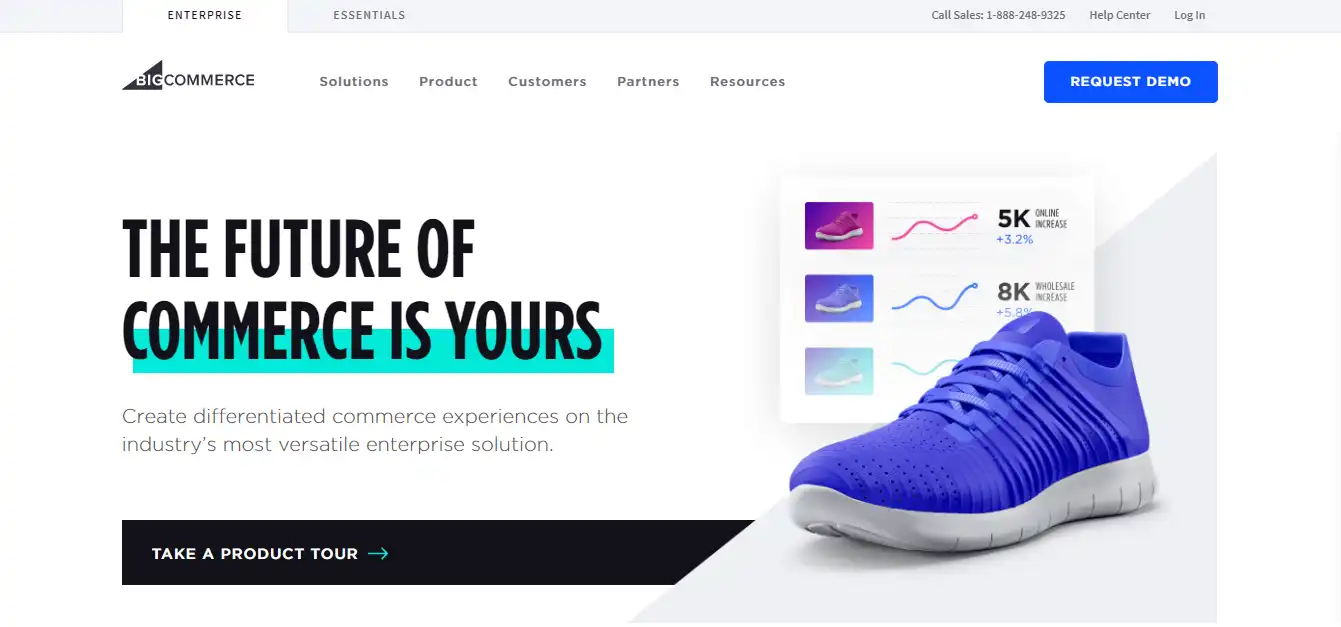 ENTERPRISE
ESSENTIALS
Call Sales: 1-888-248-9325
Help Center
Log In
BIGCOMMERCE
Solutions
Product
Customers
Partners
Resources
REQUEST DEMO
THE FUTURE OF
COMMERCE IS YOURS
Create differentiated commerce experiences on the
industry’s most versatile enterprise solution.
TAKE A PRODUCT TOUR
5K ONLINE
INCREASE
+3.2%
8K WHOLESALE
INCREASE
+5.8%